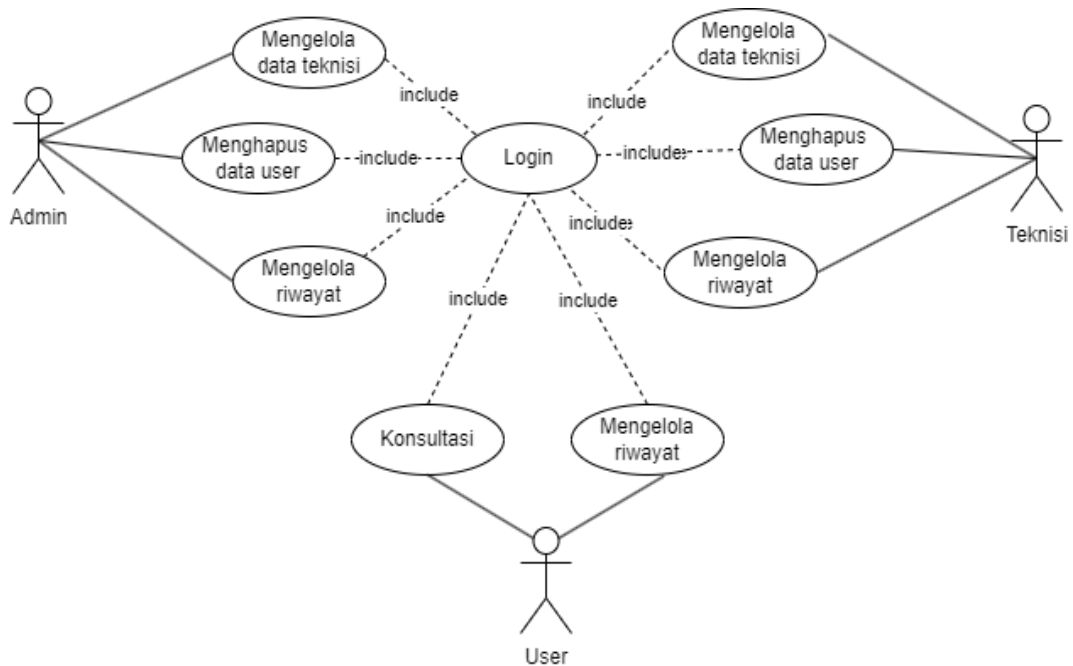 Mengelola
data teknisi
Mengelola
data teknisi
include
include
Menghapus
data user
include
Login
include
Menghapus
data user
Admin
Teknisi
include
include
Mengelola
riwayat
Mengelola
riwayat
include
include
Konsultasi
Mengelola
riwayat
User